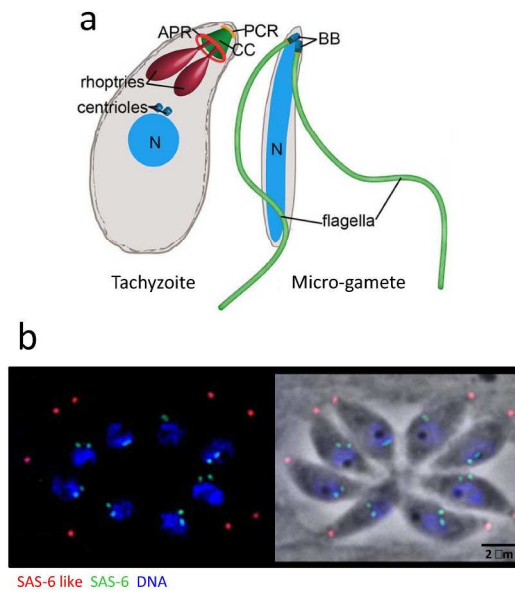 a
APR PCR
CC
rhoptries
centrioles
N
BB
N
flagella
Tachyzoite Micro-gamete
b
2 □m
SAS-6 like SAS-6 DNA